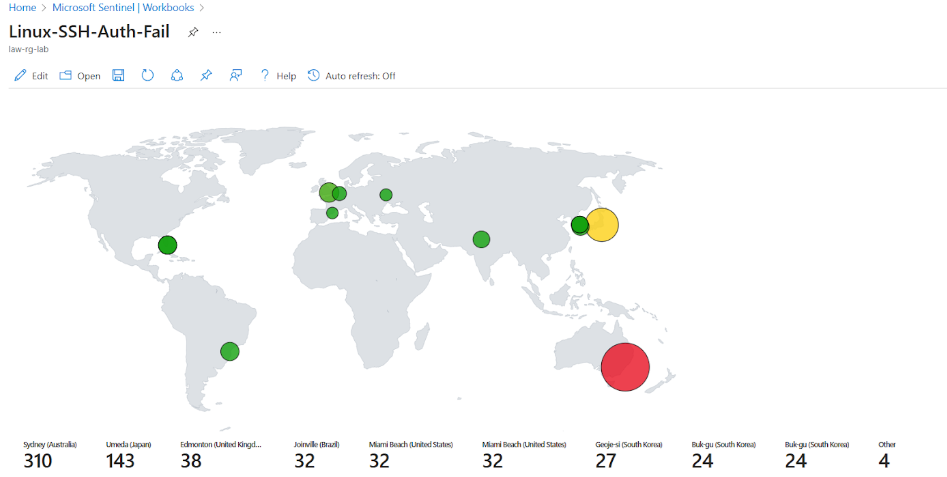 Home > Microsoft Sentinel | Workbooks >
Linux-SSH-Auth-Fail ...
law-rg-lab
Edit Open Help Auto refresh: Off
Sydney (Australia) Umeda (Japan) Edmonton (United Kingd... Joinville (Brazil) Miami Beach (United States) Miami Beach (United States) Geoje-si (South Korea) Buk-gu (South Korea) Buk-gu (South Korea) Other
310 143 38 32 32 32 27 24 24 4